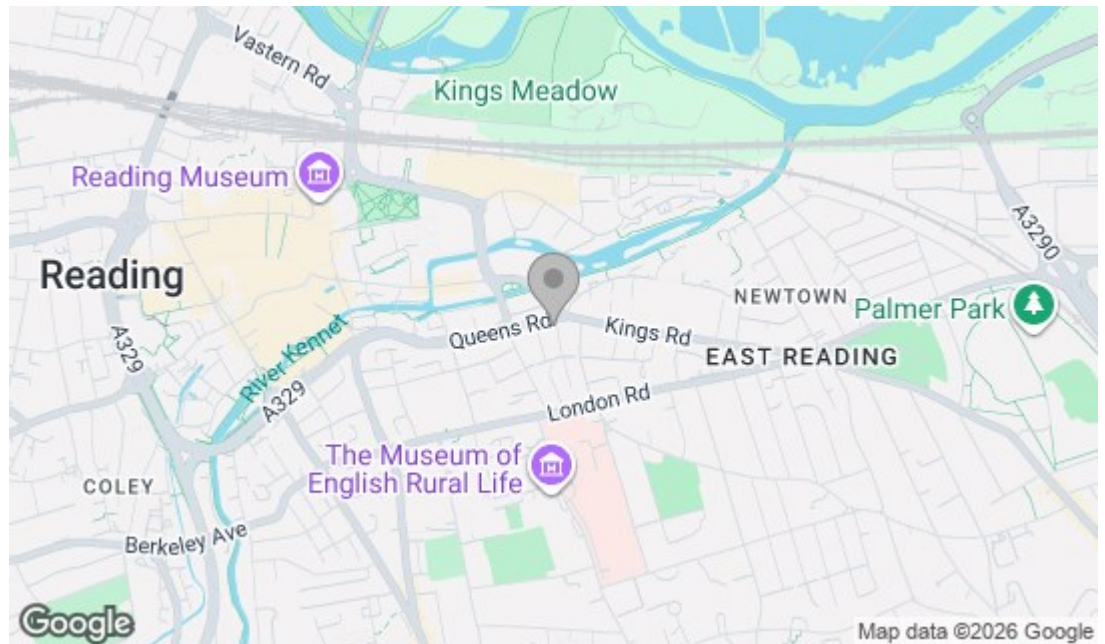 Vastern Rd
Kings Meadow
Reading Museum
A3290
Reading
NEWTOWN
Palmer Park
Queens Rd
Kings Rd
EAST READING
A329
River Kennet
A329
London Rd
The Museum of
English Rural Life
COLEY
Berkeley Ave
Google
Map data ©2026 Google